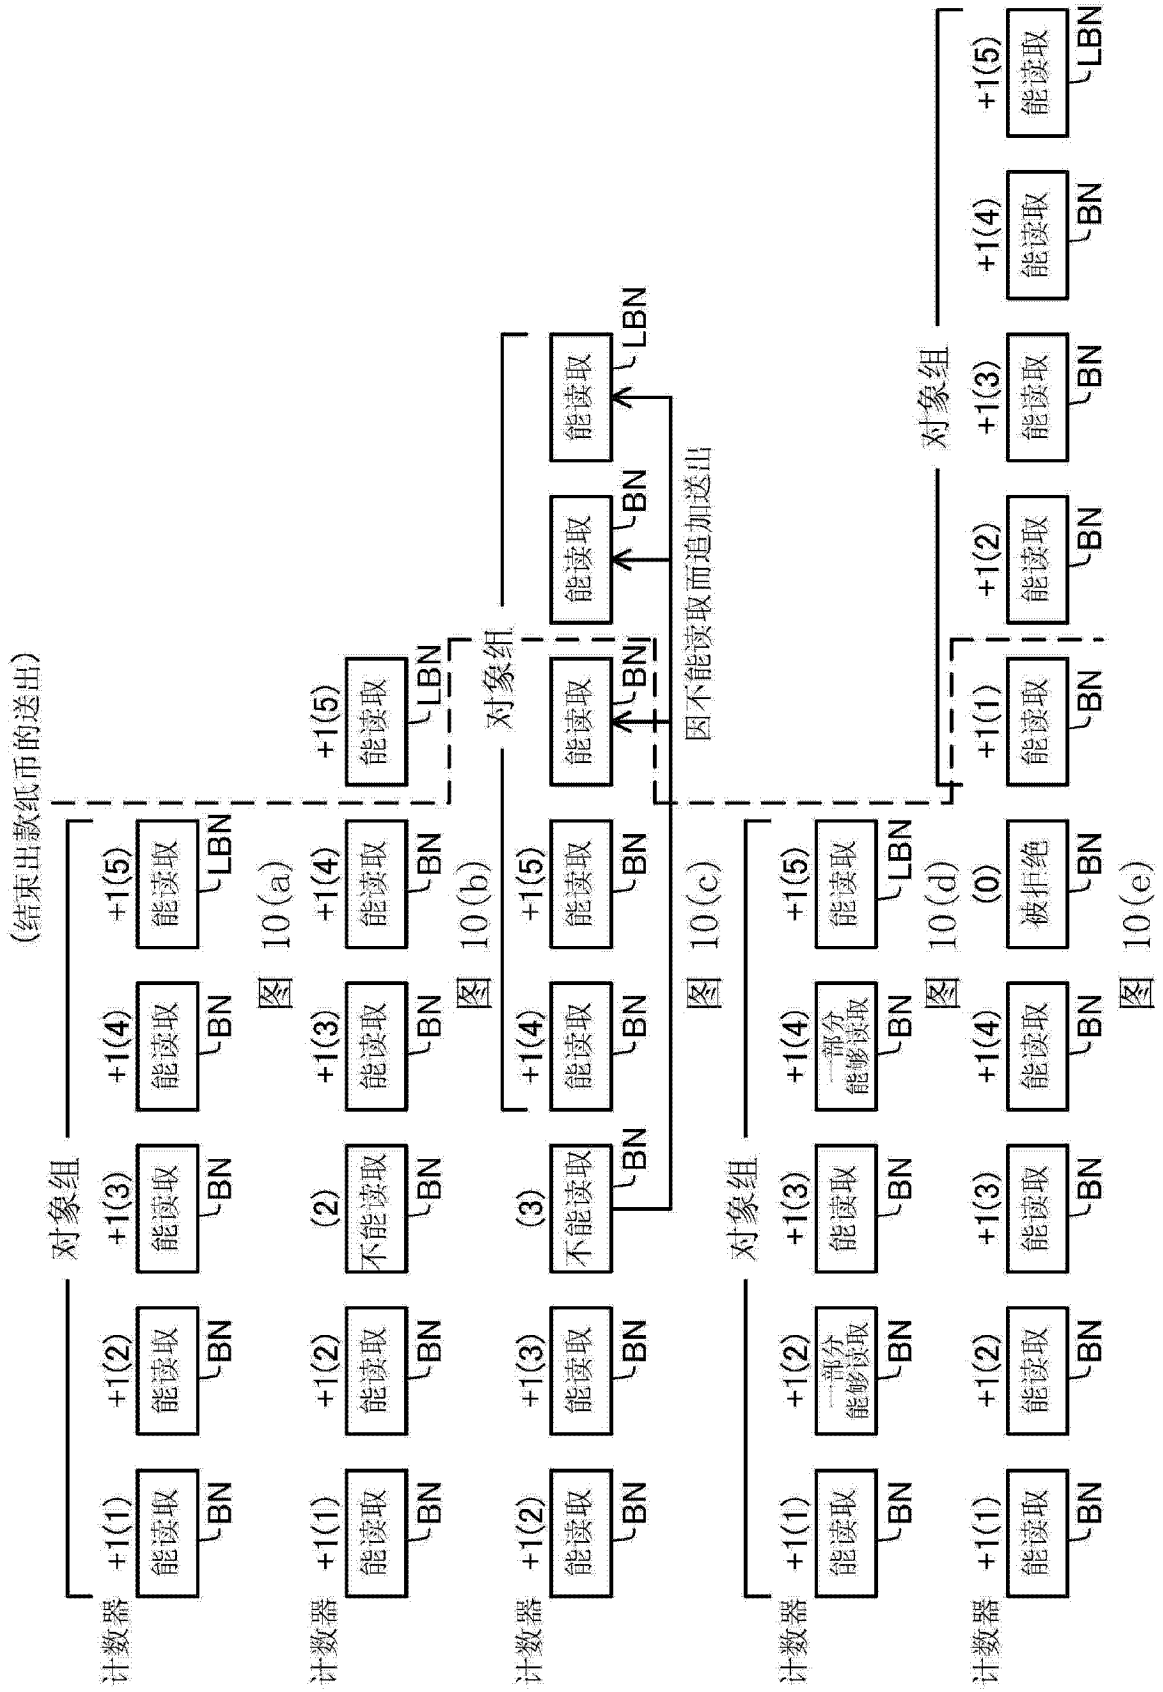 (结束出款纸币的送出)
对象组
计数器 +1(1) +1(2) +1(3) +1(4) +1(5)
能读取 能读取 能读取 能读取 能读取
BN BN BN BN LBN
图 10(a)
计数器 +1(1) +1(2) (2) +1(3) +1(4) +1(5)
能读取 能读取 不能读取 能读取 能读取 能读取
BN BN BN BN BN LBN
图 10(b)
对象组
计数器 +1(2) +1(3) (3) +1(4) +1(5)
能读取 能读取 不能读取 能读取 能读取 能读取 能读取 能读取
BN BN BN BN BN BN BN LBN
因不能读取而追加送出
图 10(c)
对象组
计数器 +1(1) +1(2) +1(3) +1(4) +1(5)
能读取 一部分能够读取 能读取 一部分能够读取 能读取
BN BN BN BN LBN
图 10(d)
对象组
计数器 +1(1) +1(2) +1(3) +1(4) (0) +1(1) +1(2) +1(3) +1(4) +1(5)
能读取 能读取 能读取 能读取 被拒绝 能读取 能读取 能读取 能读取 能读取
BN BN BN BN BN BN BN BN BN LBN
图 10(e)